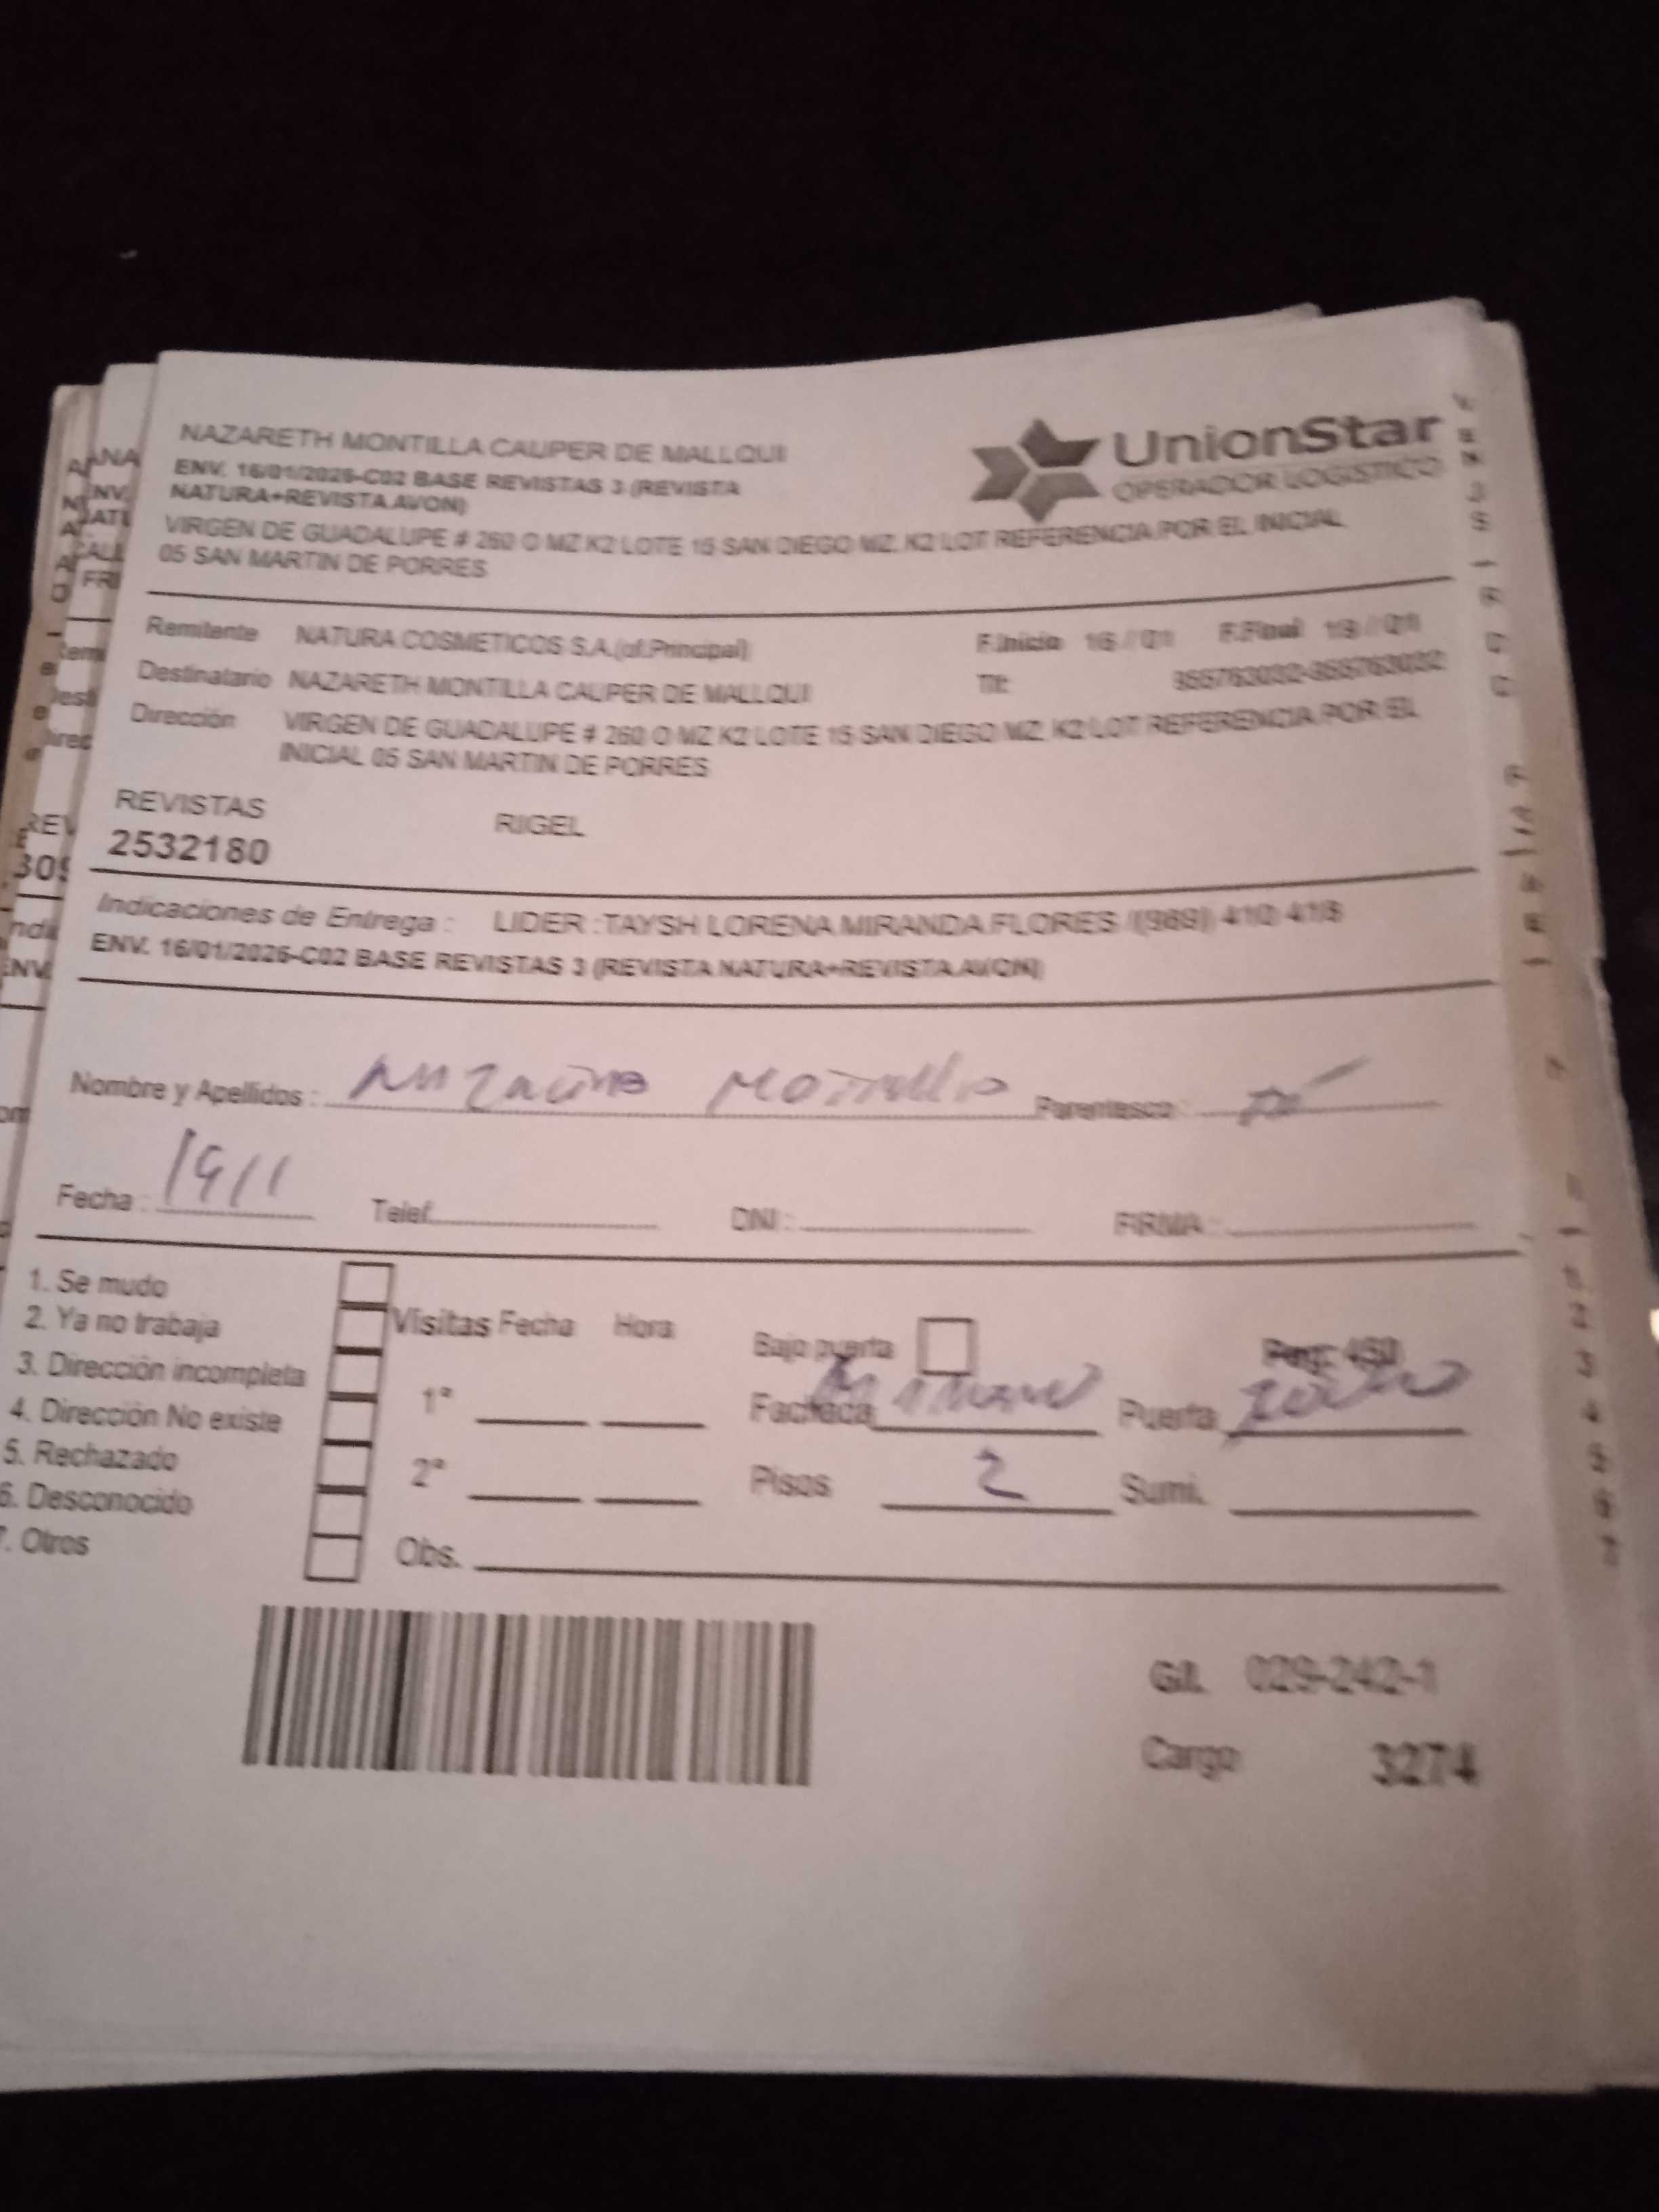 NAZARETH MONTILLA CAUPER DE MALLQUI
UnionStar
OPERADOR LOGISTICO
ENV. 16/01/2026-C02 BASE REVISTAS 3 (REVISTA
NATURA+REVISTA AVON)
VIRGEN DE GUADALUPE # 260 O MZ K2 LOTE 15 SAN DIEGO MZ. K2 LOT REFERENCIA POR EL INICIAL
05 SAN MARTIN DE PORRES
Remitente NATURA COSMETICOS S.A.(of.Principal) F.Inicio 16 / 01 F.Final 19 / 01
Destinatario NAZARETH MONTILLA CAUPER DE MALLQUI Tlf:
Dirección VIRGEN DE GUADALUPE # 260 O MZ K2 LOTE 15 SAN DIEGO MZ. K2 LOT REFERENCIA POR EL
INICIAL 05 SAN MARTIN DE PORRES
REVISTAS RIGEL
2532180
Indicaciones de Entrega : LIDER :TAYSH LORENA MIRANDA FLORES /(989) 410 418
ENV. 16/01/2026-C02 BASE REVISTAS 3 (REVISTA NATURA+REVISTA AVON)
Nombre y Apellidos : Parentesco :
Fecha : 19/1 Telef. DNI : FIRMA :
1. Se mudo
2. Ya no trabaja
3. Dirección incompleta
4. Dirección No existe
5. Rechazado
6. Desconocido
7. Otros
Visitas Fecha Hora
1ª
2ª
Obs.
Bajo puerta
Fachada Puerta
Pisos 2 Sumi.
G/I. 029-242-1
Cargo 3274